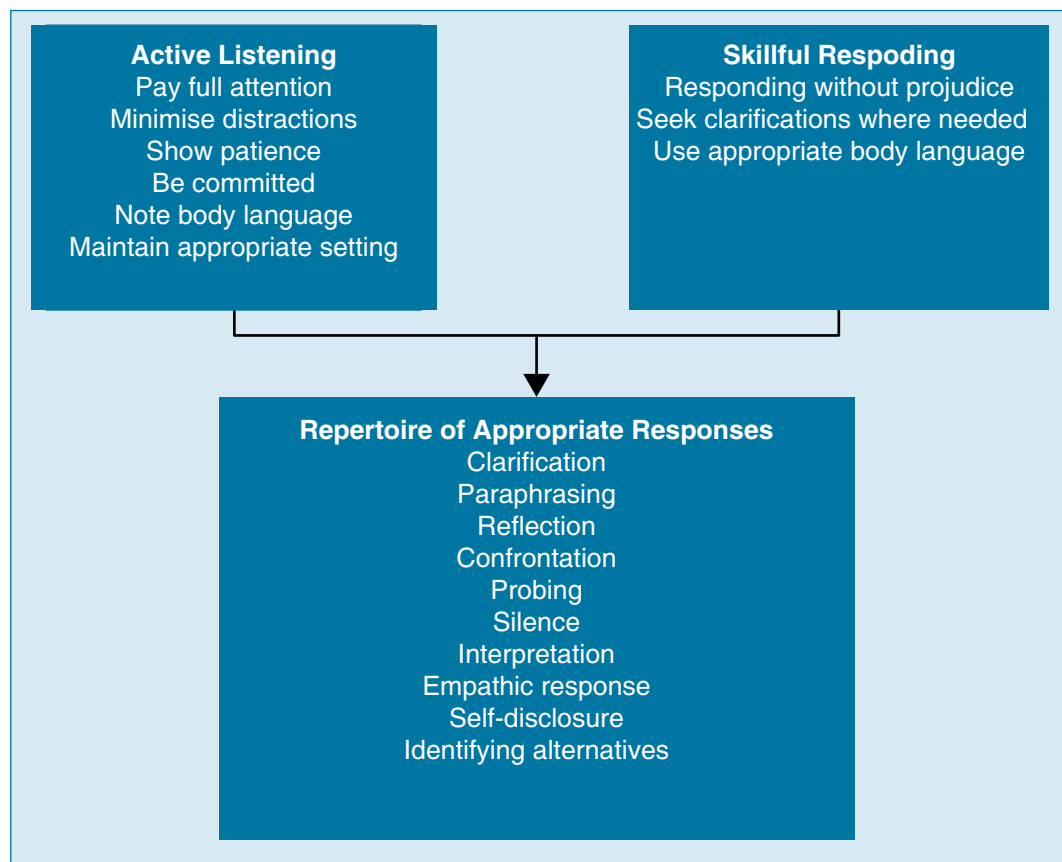 Active Listening
Pay full attention
Minimise distractions
Show patience
Be committed
Note body language
Maintain appropriate setting
Skillful Respoding
Responding without projudice
Seek clarifications where needed
Use appropriate body language
Repertoire of Appropriate Responses
Clarification
Paraphrasing
Reflection
Confrontation
Probing
Silence
Interpretation
Empathic response
Self-disclosure
Identifying alternatives